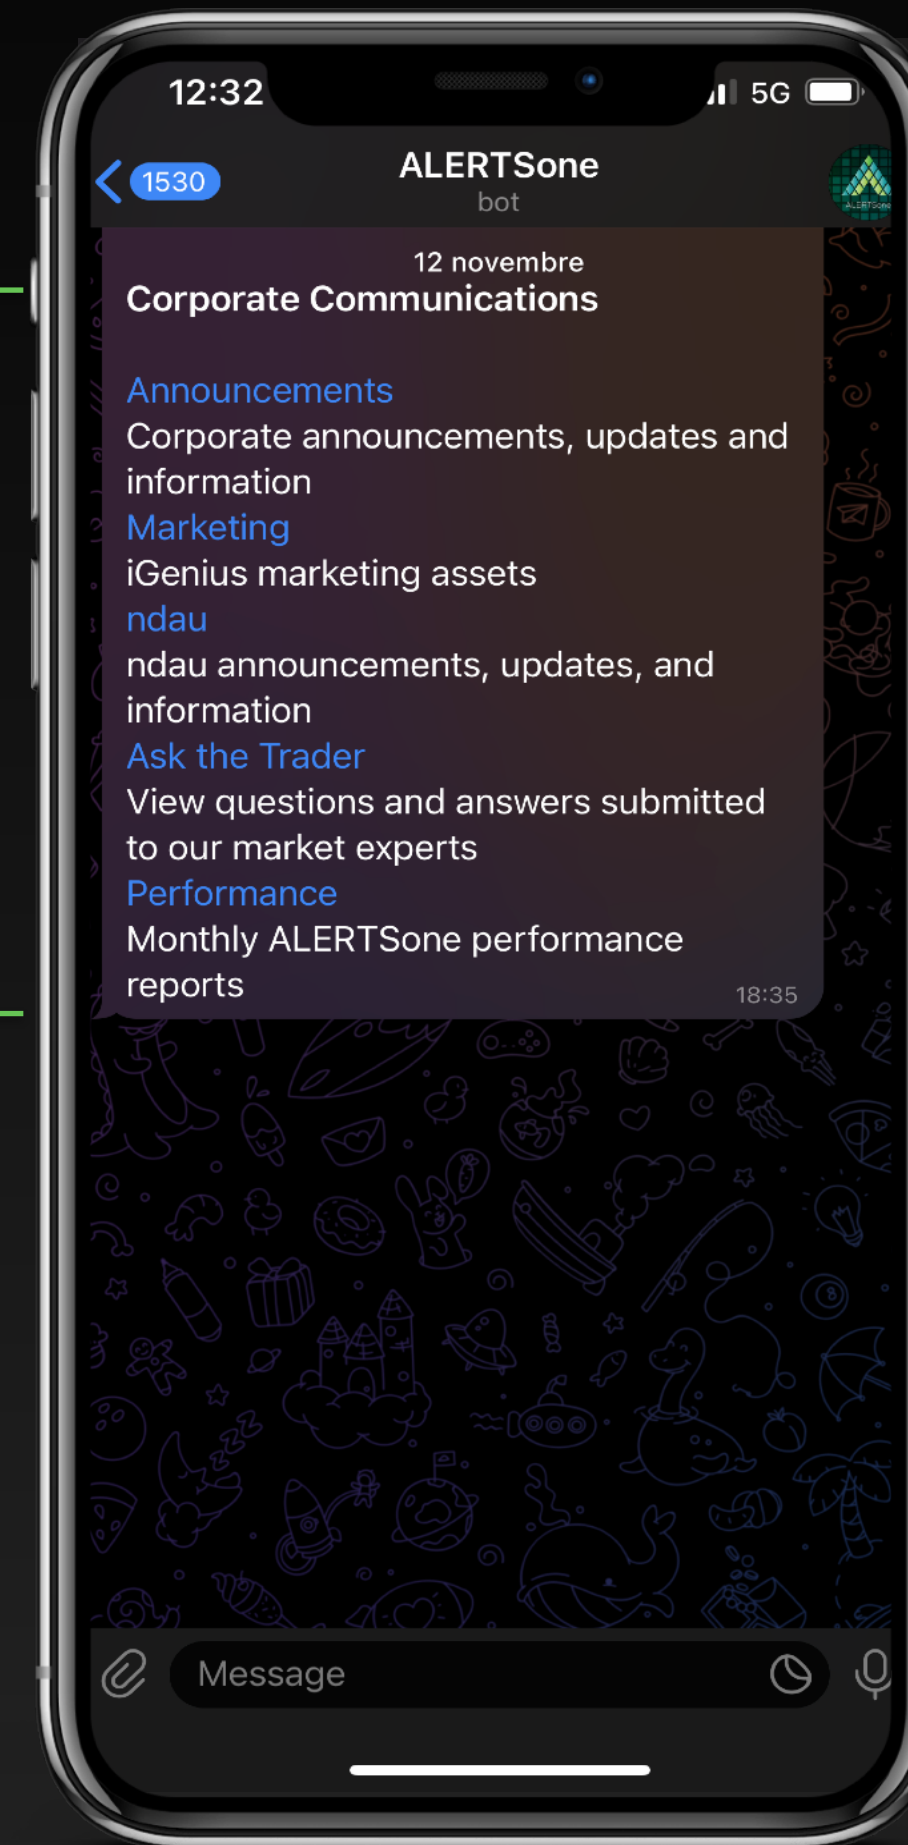 12:32
5G
1530
ALERTSone
bot
ALERTSone
12 novembre
Corporate Communications
Announcements
Corporate announcements, updates and
information
Marketing
iGenius marketing assets
ndau
ndau announcements, updates, and
information
Ask the Trader
View questions and answers submitted
to our market experts
Performance
Monthly ALERTSone performance
reports
18:35
8
Message